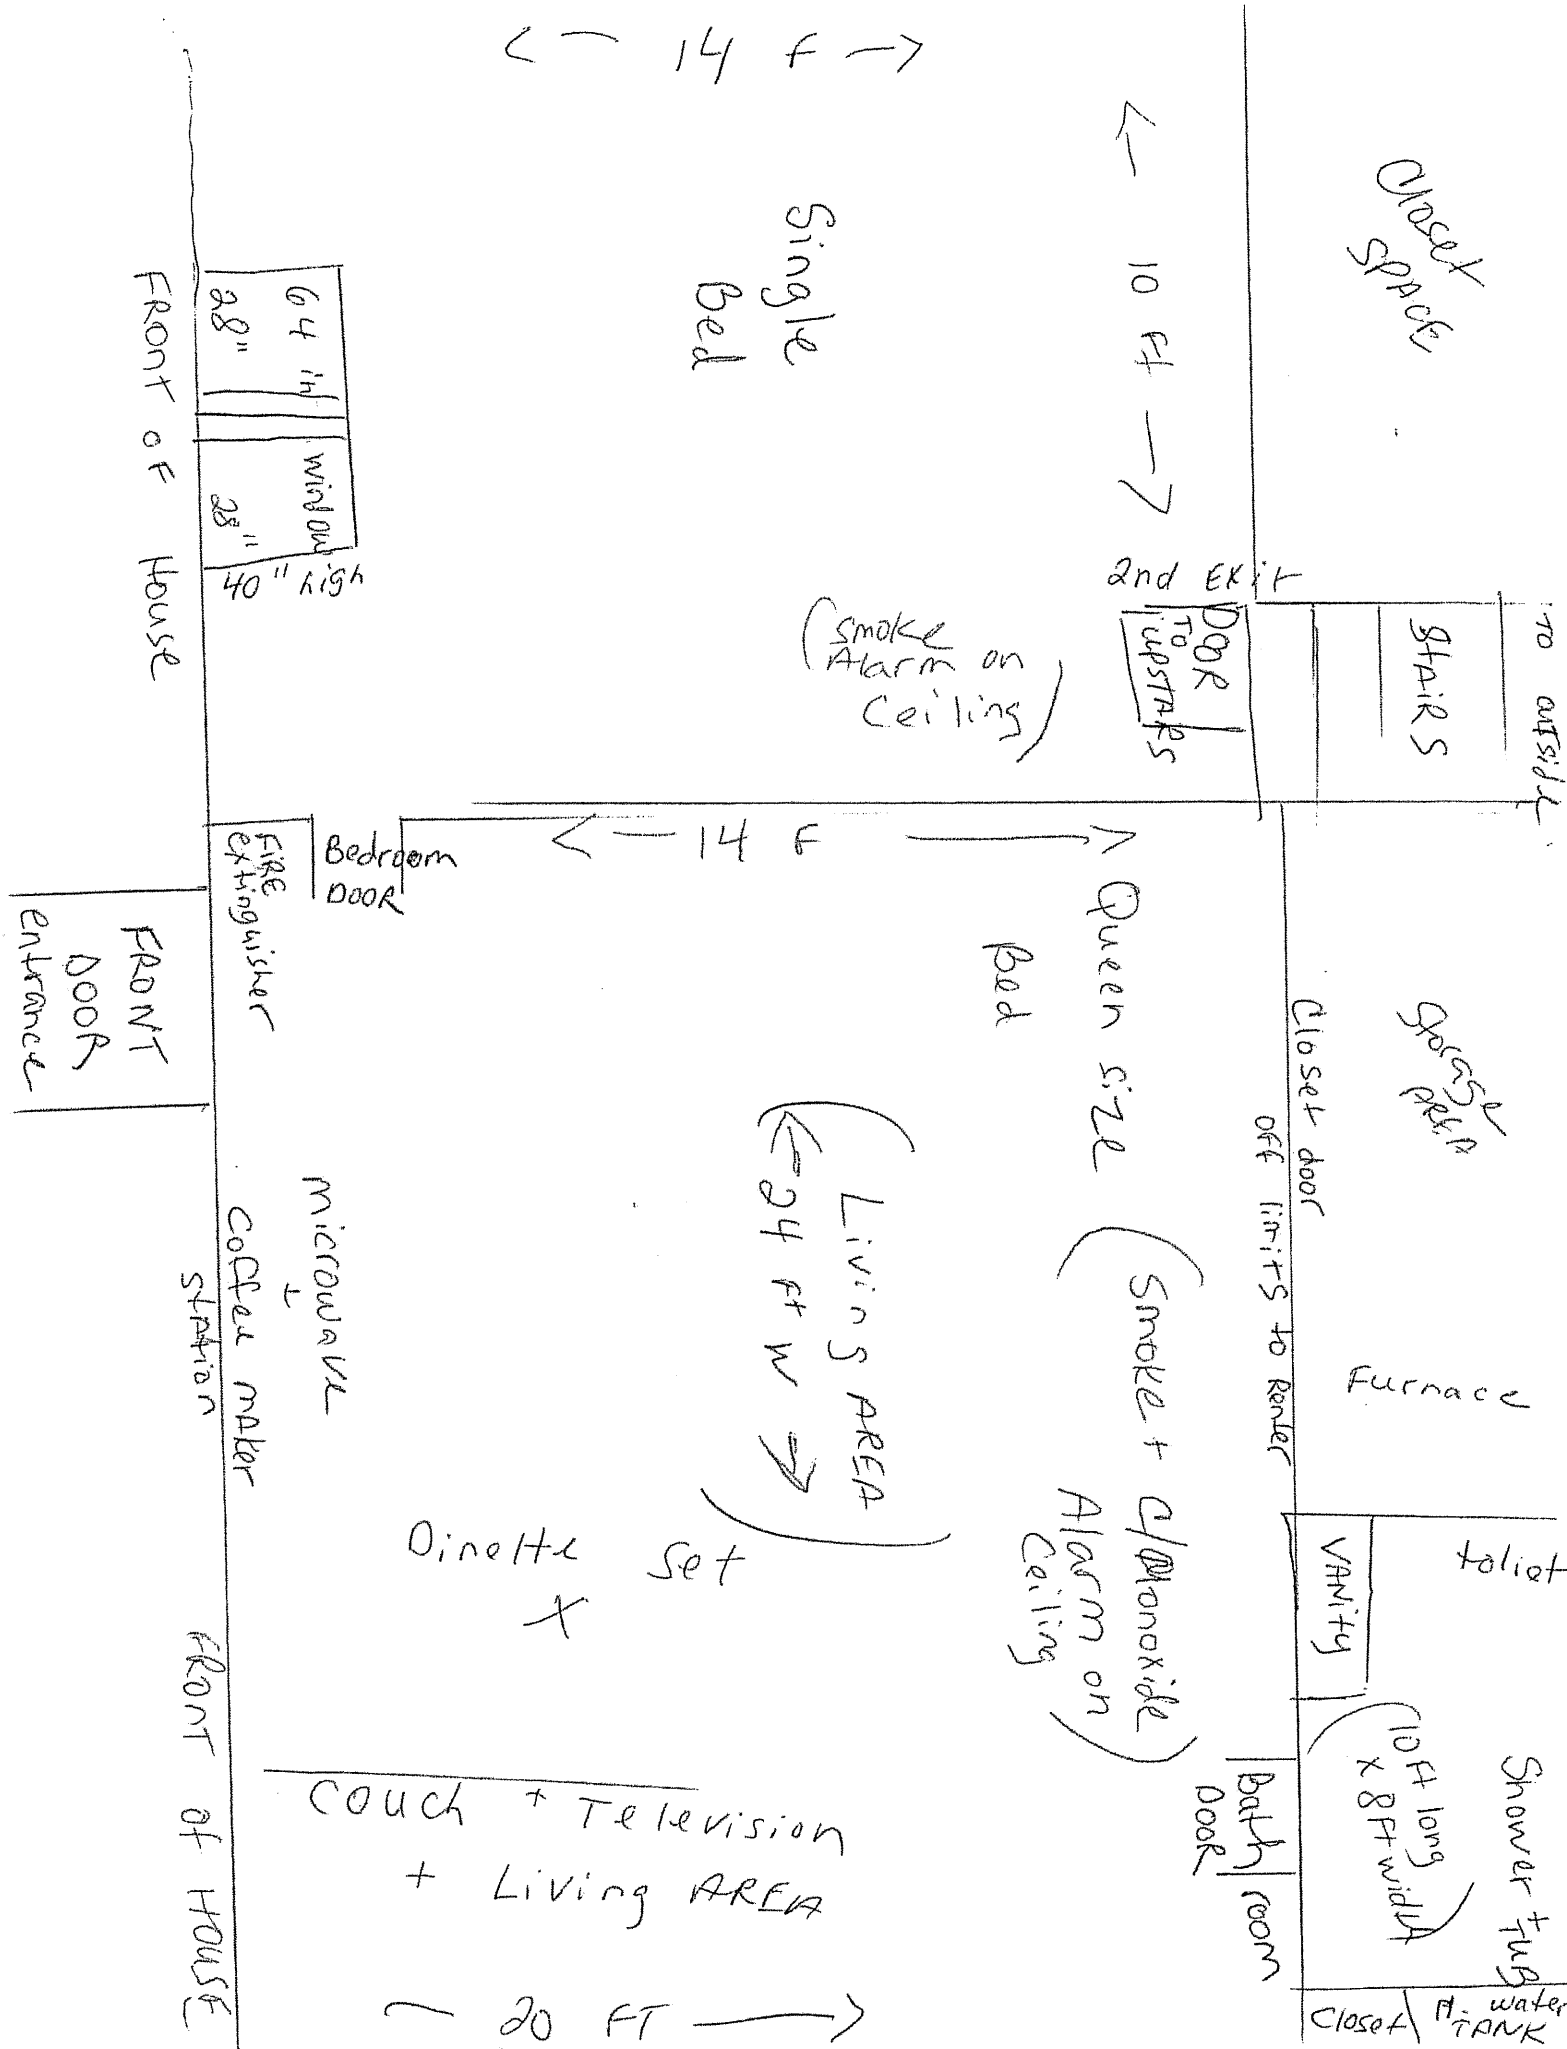 <- 14 f ->
<- 10 ft ->
Closet
SPACE
Single
Bed
64 in window
28"
28"
40" high
FRONT OF House
2nd EXit
DOOR
TO
upSTARS
STAiRS
TO outside
(Smoke
Alarm on
Ceiling)
FiRE
extinguisher
Bedroom
DOOR
<- 14 F ->
FRONT
DOOR
entrance
Queen size
Bed
Storage
AREA
Closet door
off limits to Renter
Furnace
(Living AREA
<- 24 Ft W ->)
(Smoke + C/Monoxide
Alarm on
Ceiling)
microwave
+
Coffee mAker
stAtion
Dinette Set
X
VANity
toliet
(10 Ft long
x 8 Ft width)
Shower + TUB
Bath room
DOOR
COUCH + Television
+ Living AREA
FRONT of HOUSE
- 20 FT ->
Closet
H. water
TANK